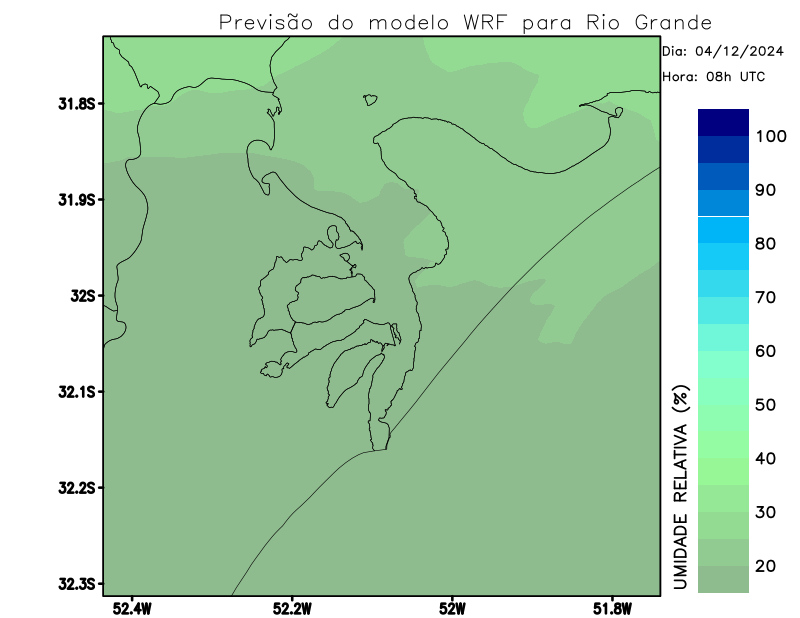 Previsão do modelo WRF para Rio Grande
Dia: 04/12/2024
Hora: 08h UTC
31.8S
31.9S
32S
32.1S
32.2S
32.3S
52.4W
52.2W
52W
51.8W
UMIDADE RELATIVA (%)
100
90
80
70
60
50
40
30
20